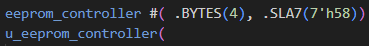 eeprom_controller #( .BYTES(4), .SLA7(7'h58))
u_eeprom_controller(